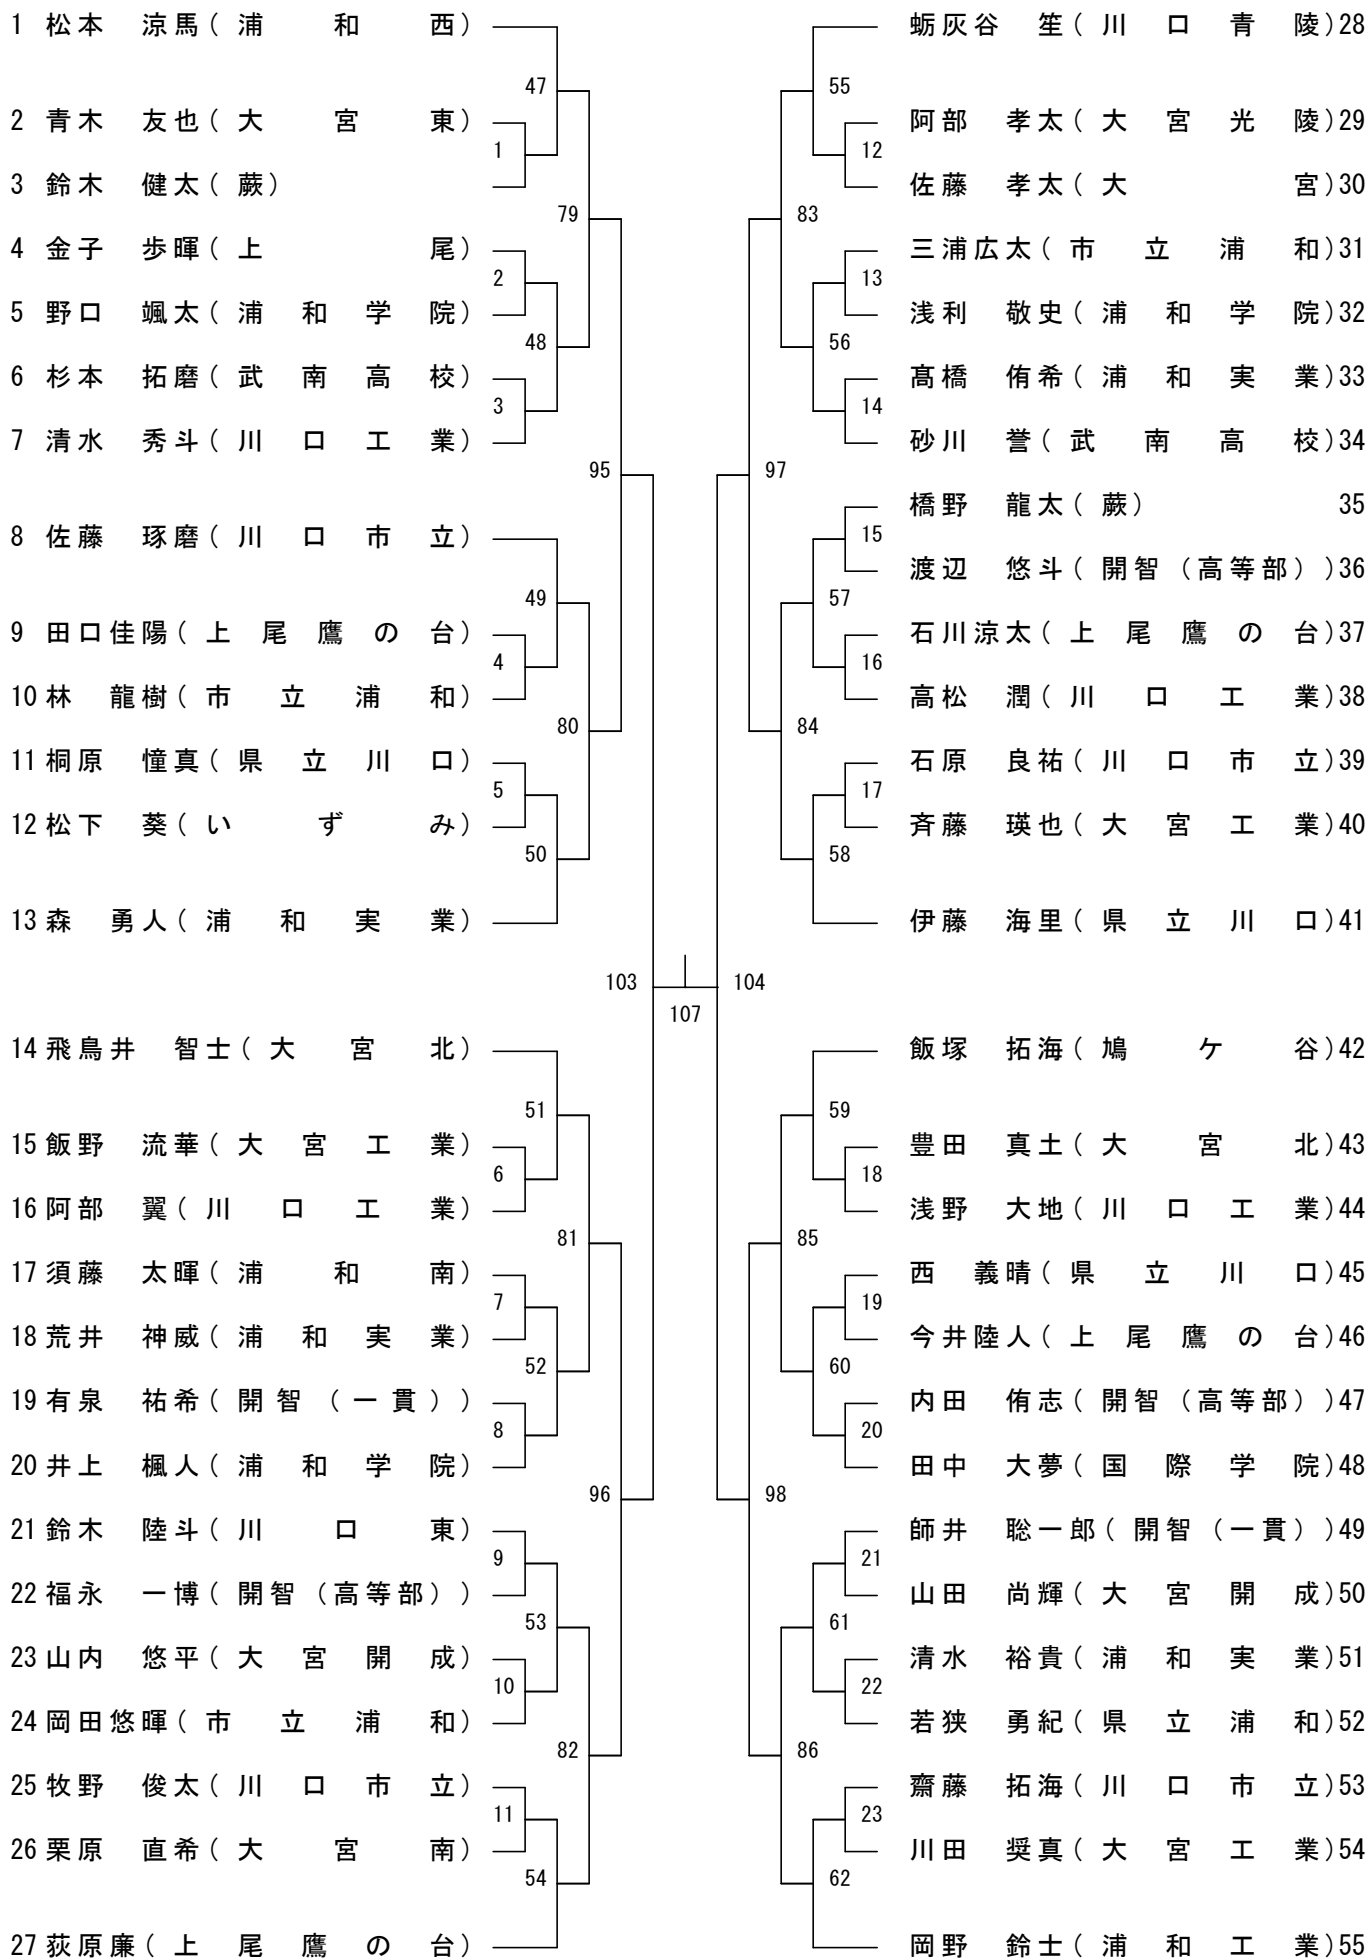 1 松本 涼馬(浦和西)
47
2 青木 友也(大宮東)
1
3 鈴木 健太(蕨)
79
4 金子 歩暉(上尾)
2
5 野口 颯太(浦和学院)
48
6 杉本 拓磨(武南高校)
3
7 清水 秀斗(川口工業)
95
8 佐藤 琢磨(川口市立)
49
9 田口佳陽(上尾鷹の台)
4
10 林 龍樹(市立浦和)
80
11 桐原 憧真(県立川口)
5
12 松下 葵(いずみ)
50
13 森 勇人(浦和実業)
103
107
104
14 飛鳥井 智士(大宮北)
51
15 飯野 流華(大宮工業)
6
16 阿部 翼(川口工業)
81
17 須藤 太暉(浦和南)
7
18 荒井 神威(浦和実業)
52
19 有泉 祐希(開智(一貫))
8
20 井上 楓人(浦和学院)
96
21 鈴木 陸斗(川口東)
9
22 福永 一博(開智(高等部))
53
23 山内 悠平(大宮開成)
10
24 岡田悠暉(市立浦和)
82
25 牧野 俊太(川口市立)
11
26 栗原 直希(大宮南)
54
27 荻原廉(上尾鷹の台)
蛎灰谷 笙(川口青陵)28
55
阿部 孝太(大宮光陵)29
12
佐藤 孝太(大宮)30
83
三浦広太(市立浦和)31
13
浅利 敬史(浦和学院)32
56
髙橋 侑希(浦和実業)33
14
砂川 誉(武南高校)34
97
橋野 龍太(蕨) 35
15
渡辺 悠斗(開智(高等部))36
57
石川涼太(上尾鷹の台)37
16
高松 潤(川口工業)38
84
石原 良祐(川口市立)39
17
斉藤 瑛也(大宮工業)40
58
伊藤 海里(県立川口)41
飯塚 拓海(鳩ケ谷)42
59
豊田 真土(大宮北)43
18
浅野 大地(川口工業)44
85
西 義晴(県立川口)45
19
今井陸人(上尾鷹の台)46
60
内田 侑志(開智(高等部))47
20
田中 大夢(国際学院)48
98
師井 聡一郎(開智(一貫))49
21
山田 尚輝(大宮開成)50
61
清水 裕貴(浦和実業)51
22
若狭 勇紀(県立浦和)52
86
齋藤 拓海(川口市立)53
23
川田 奨真(大宮工業)54
62
岡野 鈴士(浦和工業)55